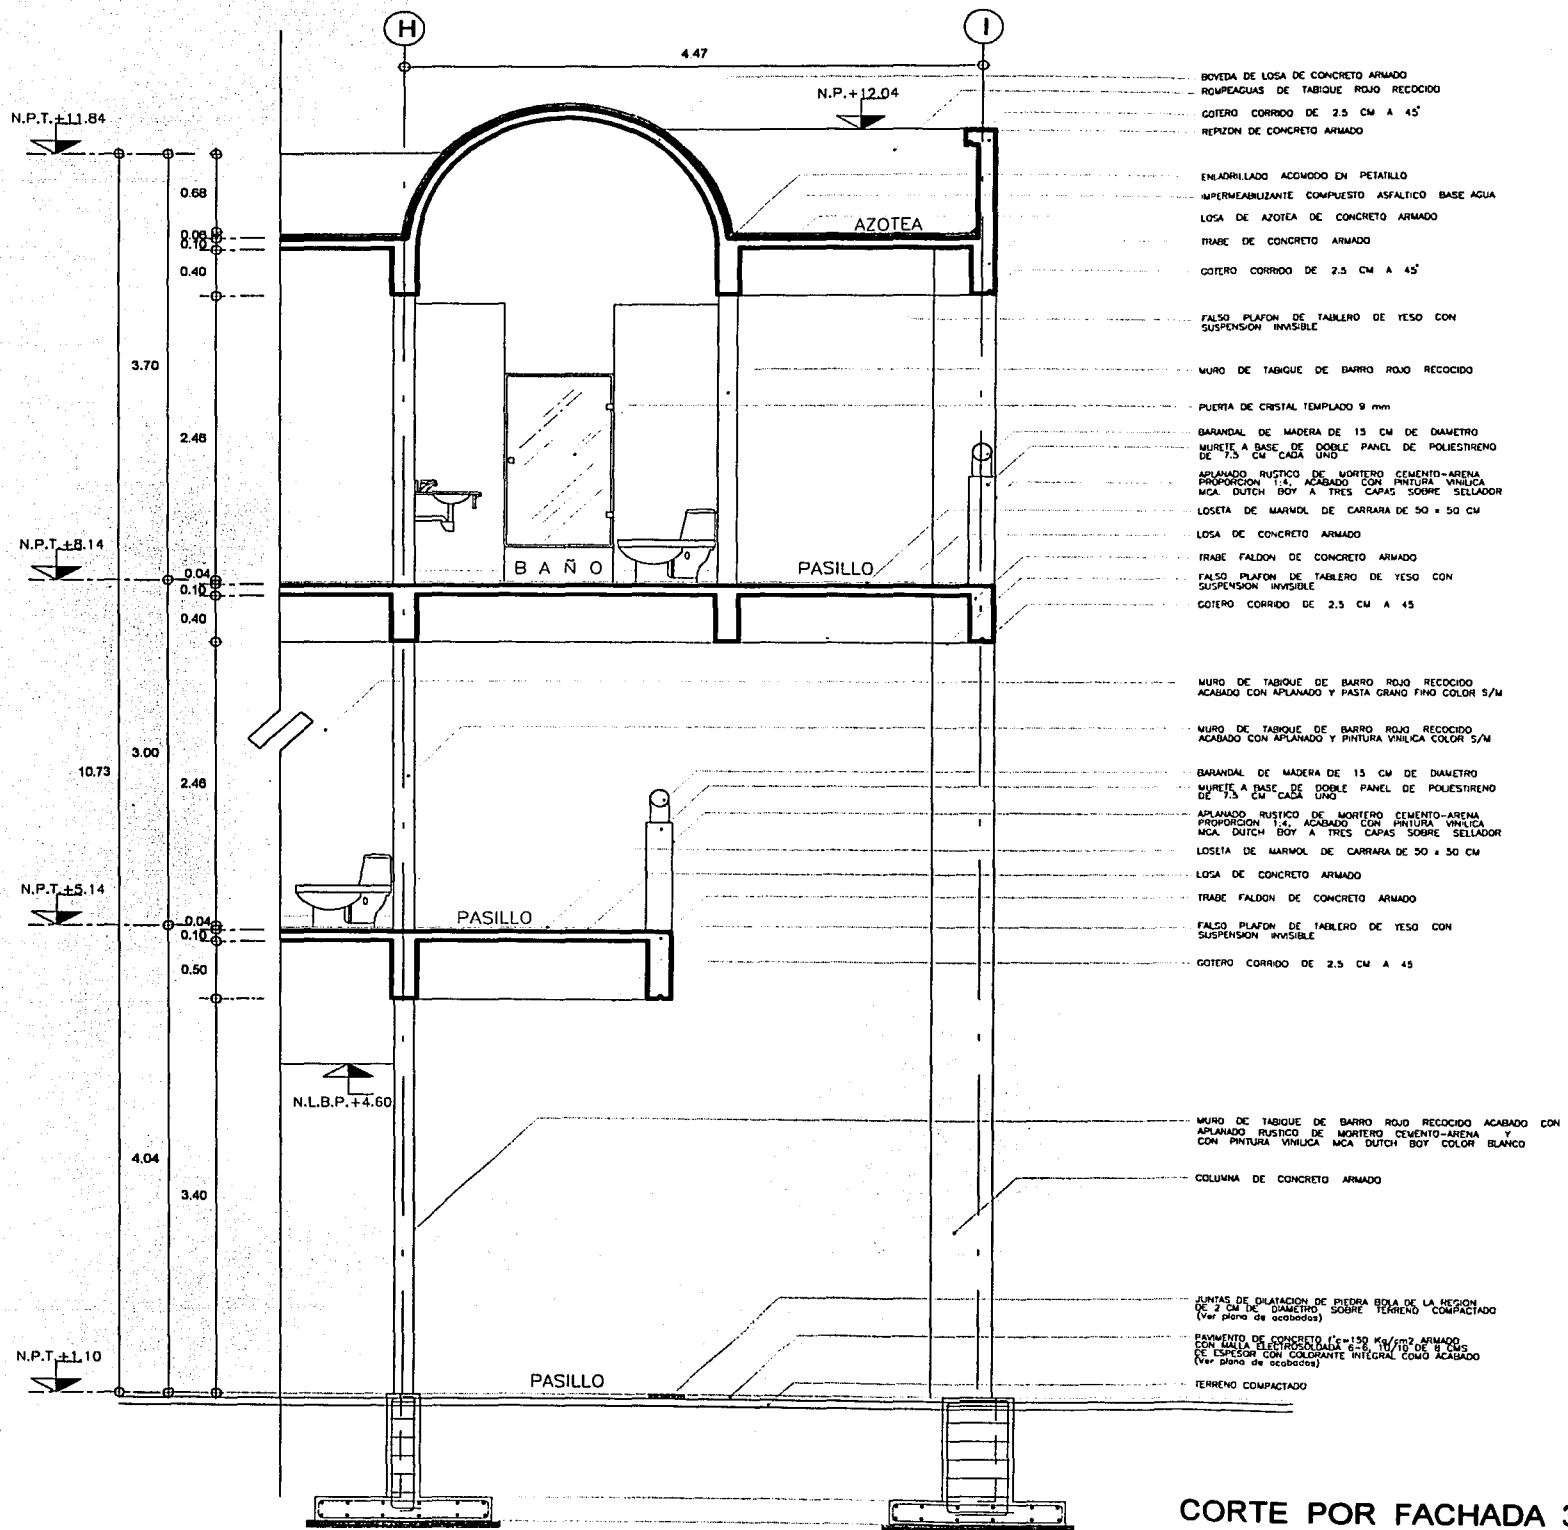 H
I
4.47
N.P.T.+11.84
N.P.+12.04
0.68
0.08
0.10
0.40
3.70
2.46
AZOTEA
BAÑO
PASILLO
N.P.T.+8.14
0.04
0.10
0.40
10.73
3.00
2.46
N.P.T.+5.14
PASILLO
0.04
0.10
0.50
N.L.B.P.+4.60
4.04
3.40
N.P.T.+1.10
PASILLO
BOVEDA DE LOSA DE CONCRETO ARMADO
ROMPEAGUAS DE TABIQUE ROJO RECOCIDO
GOTERO CORRIDO DE 2.5 CM A 45°
REPIZON DE CONCRETO ARMADO
ENLADRILLADO ACOMODO EN PETATILLO
IMPERMEABILIZANTE COMPUESTO ASFALTICO BASE AGUA
LOSA DE AZOTEA DE CONCRETO ARMADO
TRABE DE CONCRETO ARMADO
GOTERO CORRIDO DE 2.5 CM A 45°
FALSO PLAFON DE TABLERO DE YESO CON
SUSPENSION INVISIBLE
MURO DE TABIQUE DE BARRO ROJO RECOCIDO
PUERTA DE CRISTAL TEMPLADO 9 mm
BARANDAL DE MADERA DE 15 CM DE DIAMETRO
MURETE A BASE DE DOBLE PANEL DE POLIESTIRENO
DE 7.5 CM CADA UNO
APLANADO RUSTICO DE MORTERO CEMENTO-ARENA
PROPORCION 1:4, ACABADO CON PINTURA VINILICA
MCA. DUTCH BOY A TRES CAPAS SOBRE SELLADOR
LOSETA DE MARMOL DE CARRARA DE 50 x 50 CM
LOSA DE CONCRETO ARMADO
TRABE FALDON DE CONCRETO ARMADO
FALSO PLAFON DE TABLERO DE YESO CON
SUSPENSION INVISIBLE
GOTERO CORRIDO DE 2.5 CM A 45
MURO DE TABIQUE DE BARRO ROJO RECOCIDO
ACABADO CON APLANADO Y PASTA GRANO FINO COLOR S/M
MURO DE TABIQUE DE BARRO ROJO RECOCIDO
ACABADO CON APLANADO Y PINTURA VINILICA COLOR S/M
BARANDAL DE MADERA DE 15 CM DE DIAMETRO
MURETE A BASE DE DOBLE PANEL DE POLIESTIRENO
DE 7.5 CM CADA UNO
APLANADO RUSTICO DE MORTERO CEMENTO-ARENA
PROPORCION 1:4, ACABADO CON PINTURA VINILICA
MCA. DUTCH BOY A TRES CAPAS SOBRE SELLADOR
LOSETA DE MARMOL DE CARRARA DE 50 x 50 CM
LOSA DE CONCRETO ARMADO
TRABE FALDON DE CONCRETO ARMADO
FALSO PLAFON DE TABLERO DE YESO CON
SUSPENSION INVISIBLE
GOTERO CORRIDO DE 2.5 CM A 45
MURO DE TABIQUE DE BARRO ROJO RECOCIDO ACABADO CON
APLANADO RUSTICO DE MORTERO CEMENTO-ARENA Y
CON PINTURA VINILICA MCA DUTCH BOY COLOR BLANCO
COLUMNA DE CONCRETO ARMADO
JUNTAS DE DILATACION DE PIEDRA BOLA DE LA REGION
DE 2 CM DE DIAMETRO SOBRE TERRENO COMPACTADO
(Ver plano de acabados)
PAVIMENTO DE CONCRETO f'c=150 Kg/cm2 ARMADO
CON MALLA ELECTROSOLDADA 6-6, 10/10 DE 8 CMS
DE ESPESOR CON COLORANTE INTEGRAL COMO ACABADO
(Ver plano de acabados)
TERRENO COMPACTADO
CORTE POR FACHADA 3